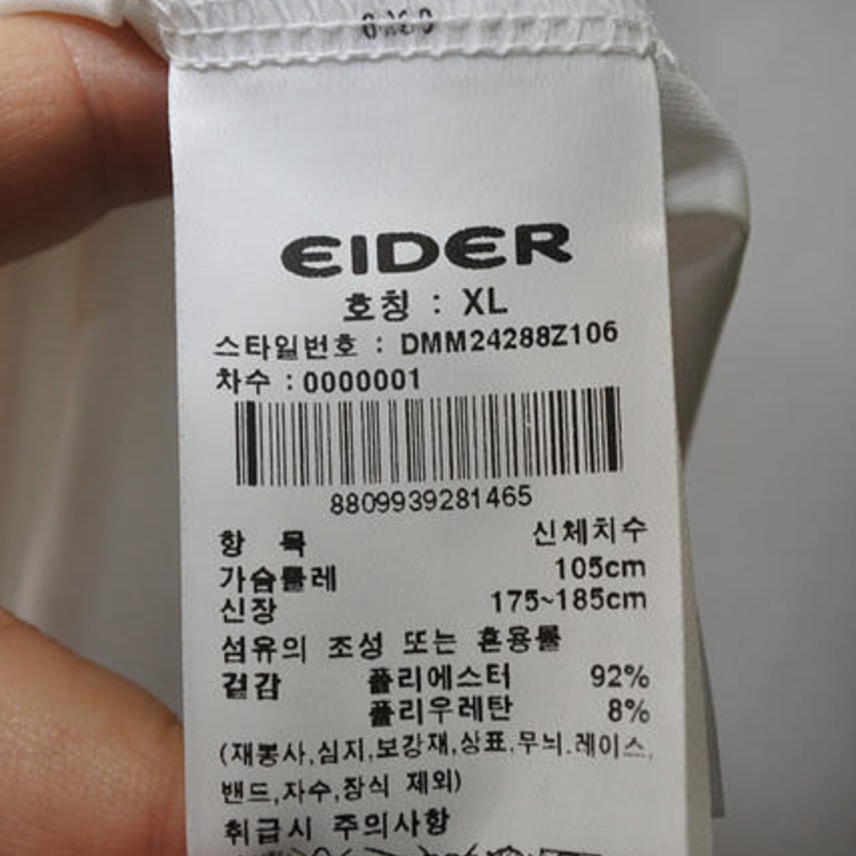 EIDER
호칭 : XL
스타일번호 : DMM24288Z106
차수 : 0000001
8809939281465
항 목 신체치수
가슴둘레 105cm
신장 175~185cm
섬유의 조성 또는 혼용률
겉감 폴리에스터 92%
폴리우레탄 8%
(재봉사,심지,보강재,상표,무늬.레이스,
밴드,자수,장식 제외)
취급시 주의사항